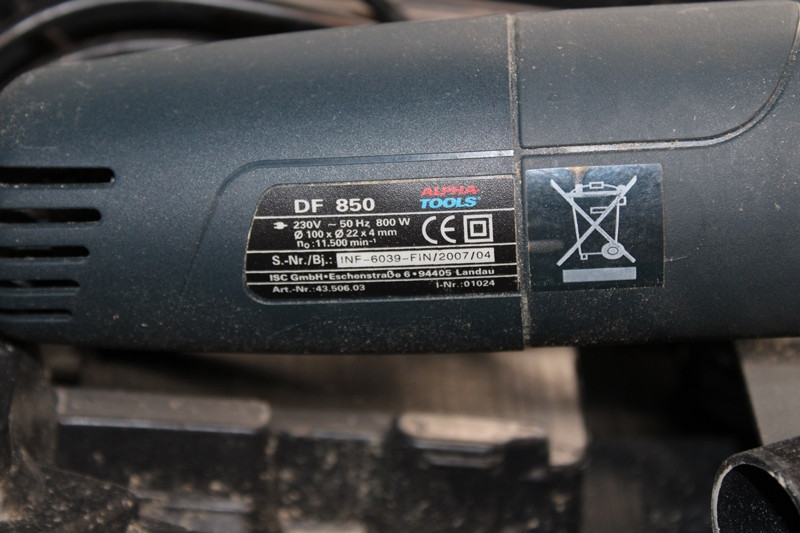 DF 850
ALPHA
TOOLS®
230V ~ 50 Hz 800 W
Ø 100 x Ø 22 x 4 mm
n₀ :11.500 min⁻¹
CE
S.-Nr./Bj.: INF-6039-FIN/2007/04
ISC GmbH•Eschenstraße 6•94405 Landau
Art.-Nr.:43.506.03 I-Nr.:01024